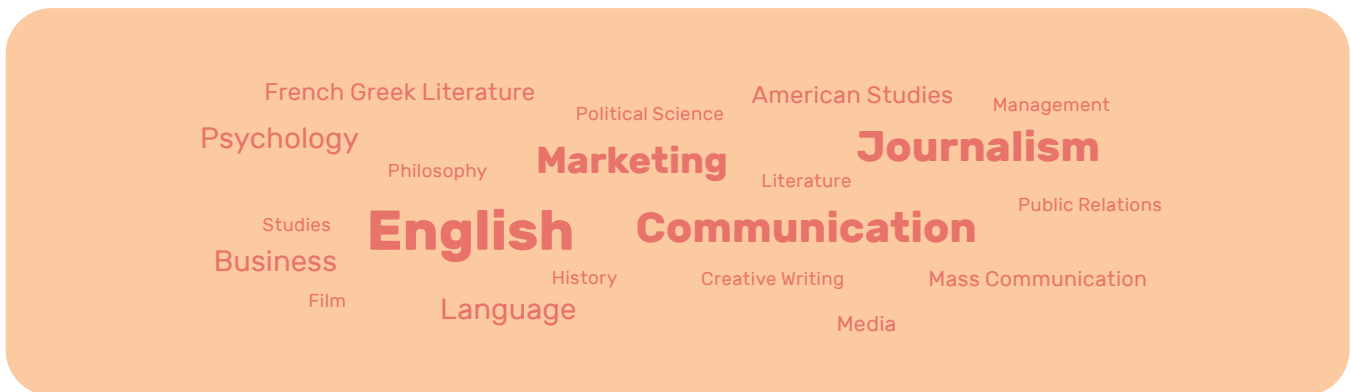 French Greek Literature
American Studies
Management
Political Science
Psychology
Marketing
Journalism
Philosophy
Literature
Public Relations
Studies
English
Communication
Business
History
Creative Writing
Mass Communication
Film
Language
Media